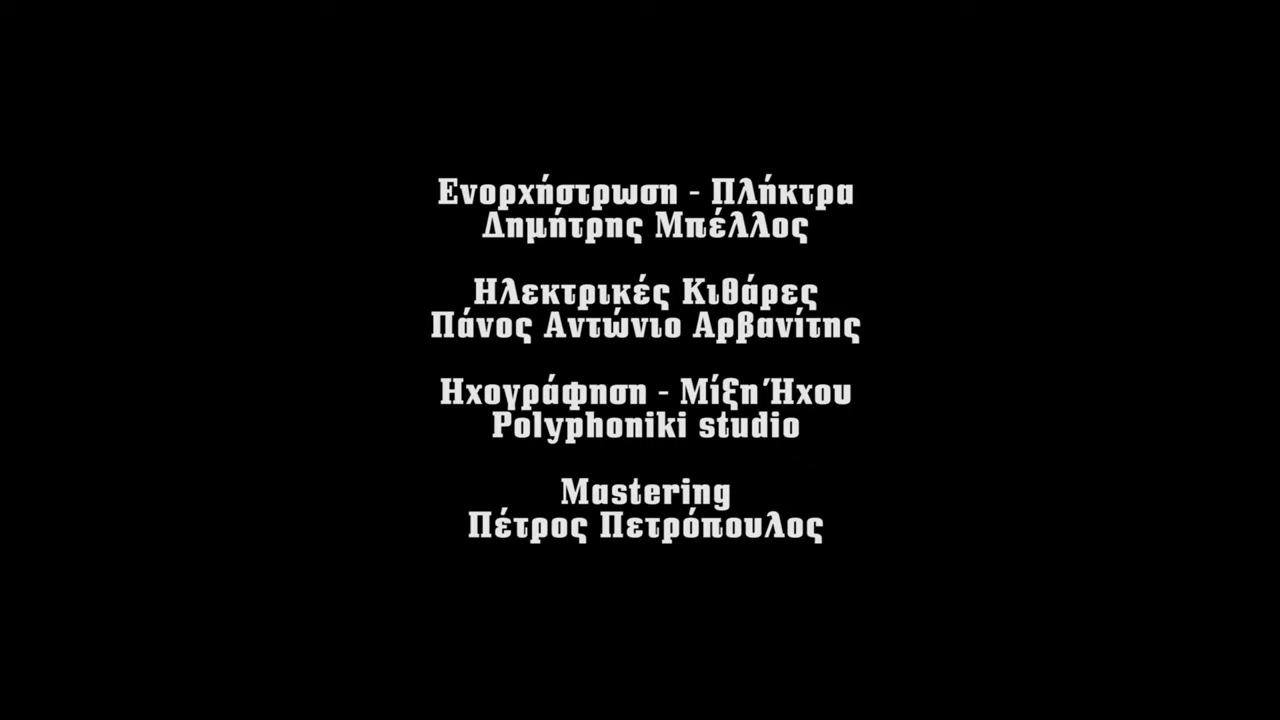 Ενορχήστρωση - Πλήκτρα
Δημήτρης Μπέλλος
Ηλεκτρικές Κιθάρες
Πάνος Αντώνιο Αρβανίτης
Ηχογράφηση - Μίξη Ήχου
Polyphoniki studio
Mastering
Πέτρος Πετρόπουλος